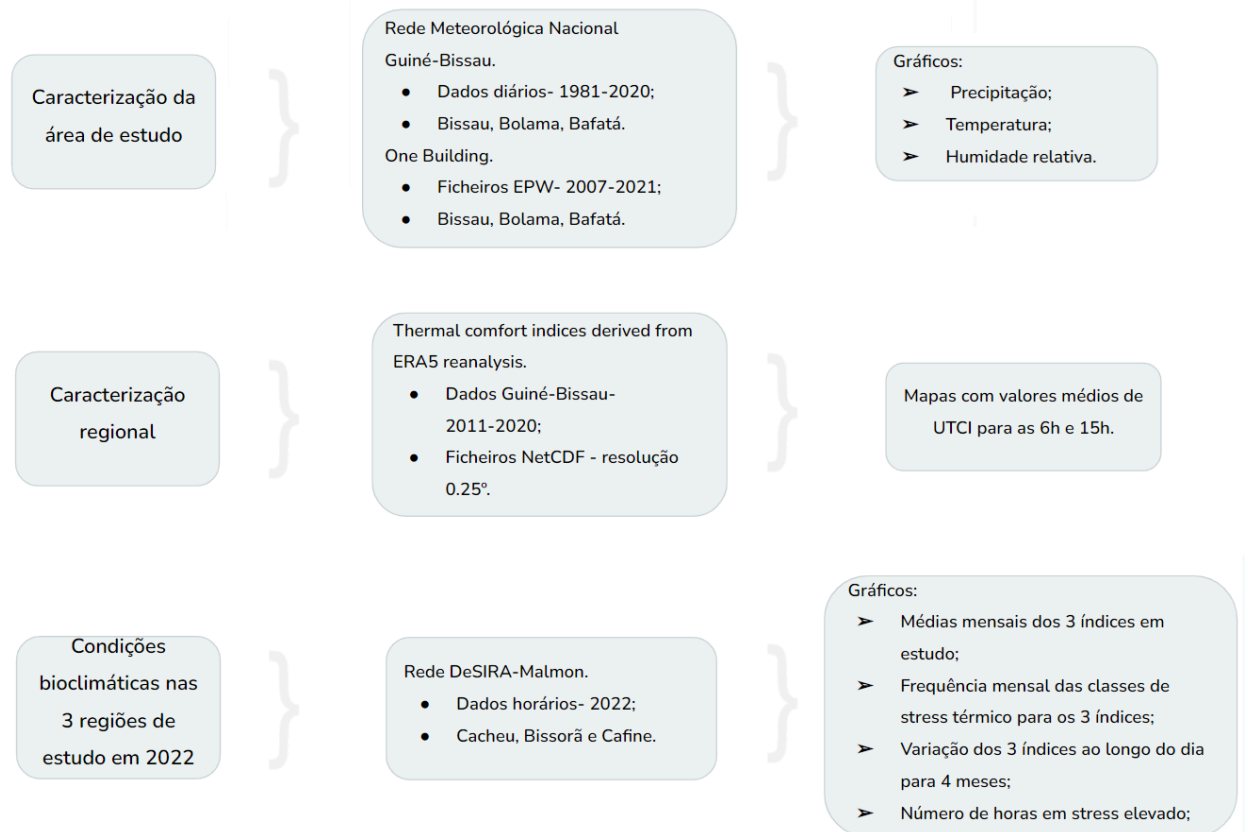 Caracterização da
área de estudo
Rede Meteorológica Nacional
Guiné-Bissau.
● Dados diários- 1981-2020;
● Bissau, Bolama, Bafatá.
One Building.
● Ficheiros EPW- 2007-2021;
● Bissau, Bolama, Bafatá.
Gráficos:
➢ Precipitação;
➢ Temperatura;
➢ Humidade relativa.
Caracterização
regional
Thermal comfort indices derived from
ERA5 reanalysis.
● Dados Guiné-Bissau-
2011-2020;
● Ficheiros NetCDF - resolução
0.25º.
Mapas com valores médios de
UTCI para as 6h e 15h.
Condições
bioclimáticas nas
3 regiões de
estudo em 2022
Rede DeSIRA-Malmon.
● Dados horários- 2022;
● Cacheu, Bissorã e Cafine.
Gráficos:
➢ Médias mensais dos 3 índices em
estudo;
➢ Frequência mensal das classes de
stress térmico para os 3 índices;
➢ Variação dos 3 índices ao longo do dia
para 4 meses;
➢ Número de horas em stress elevado;